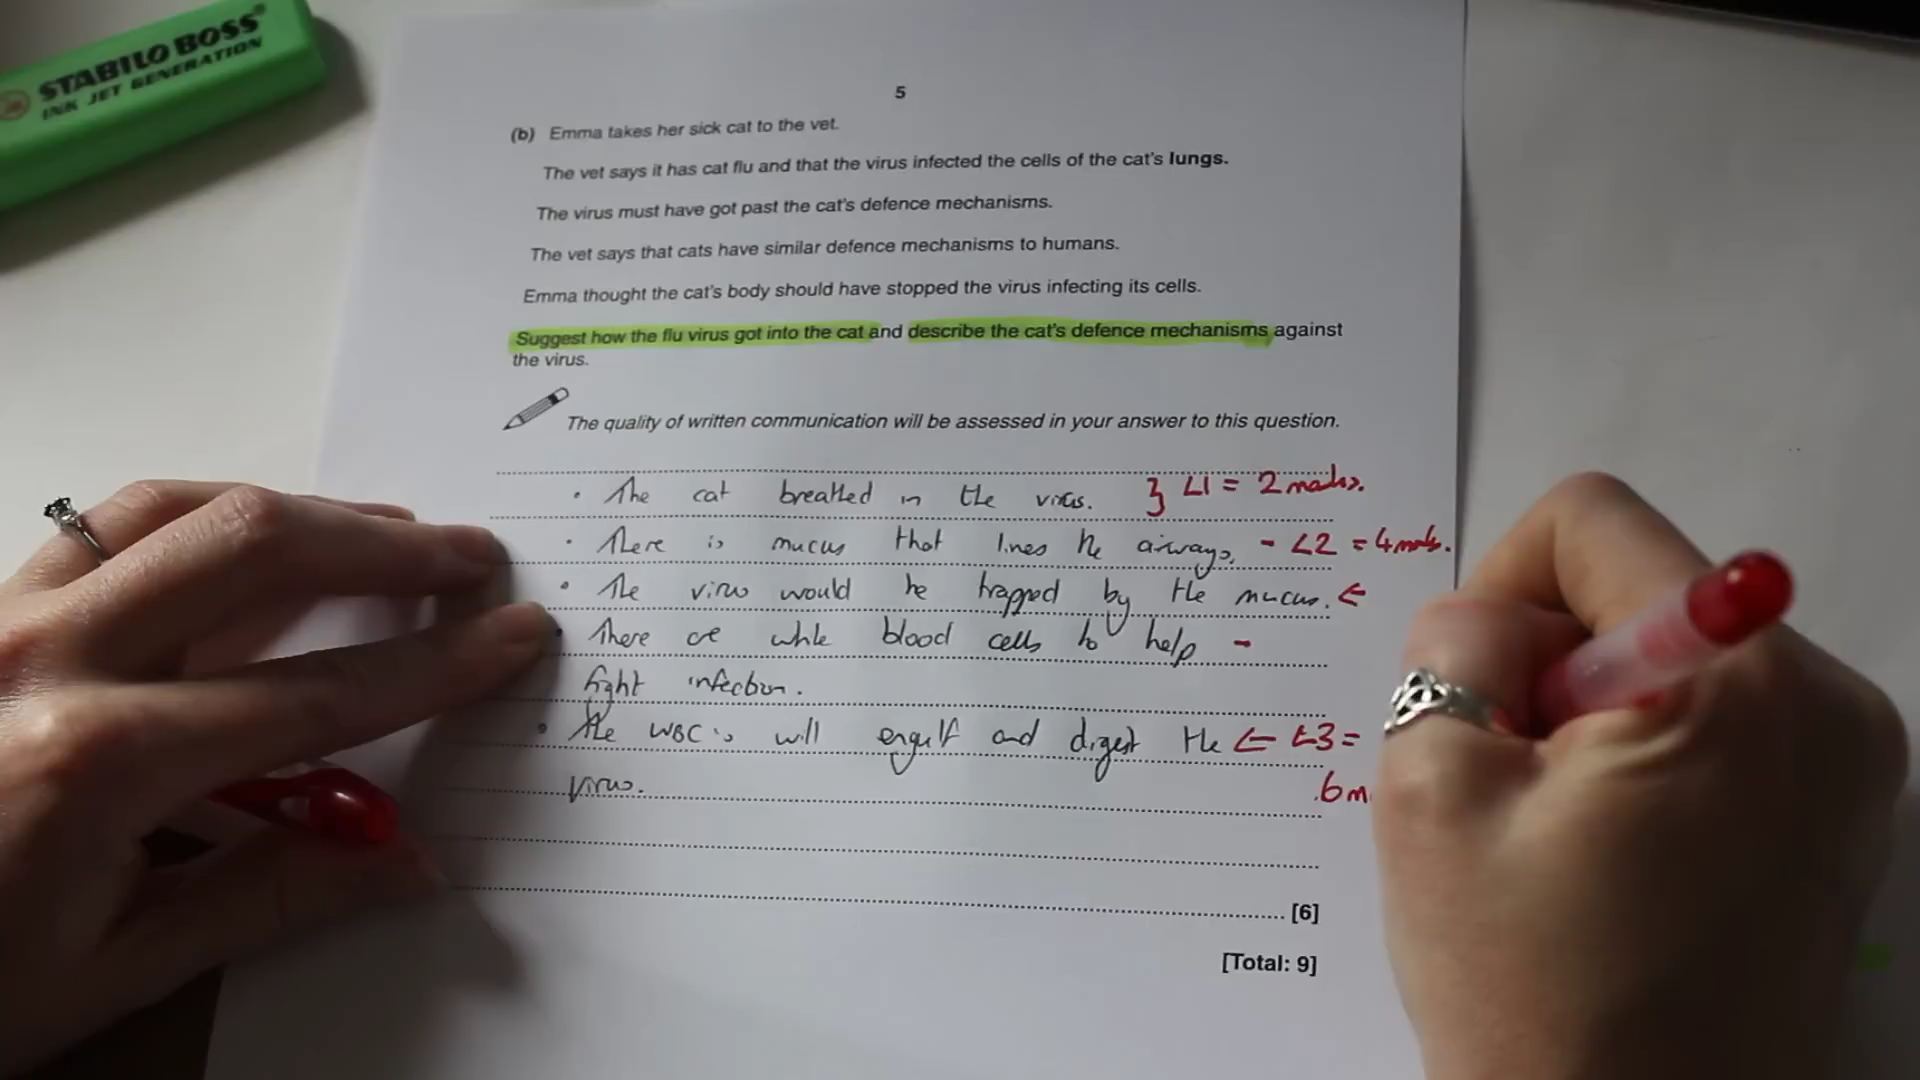 STABILO BOSS®
INK JET GENERATION
5
(b) Emma takes her sick cat to the vet.
The vet says it has cat flu and that the virus infected the cells of the cat's lungs.
The virus must have got past the cat's defence mechanisms.
The vet says that cats have similar defence mechanisms to humans.
Emma thought the cat's body should have stopped the virus infecting its cells.
Suggest how the flu virus got into the cat and describe the cat's defence mechanisms against
the virus.
The quality of written communication will be assessed in your answer to this question.
• The cat breathed in the virus. } L1 = 2 marks.
• There is mucus that lines the airways. - L2 = 4 marks.
• The virus would be trapped by the mucus. ←
• There are white blood cells to help -
fight infection.
• The WBC's will engulf and digest the ← L3 =
virus. 6 m
[6]
[Total: 9]